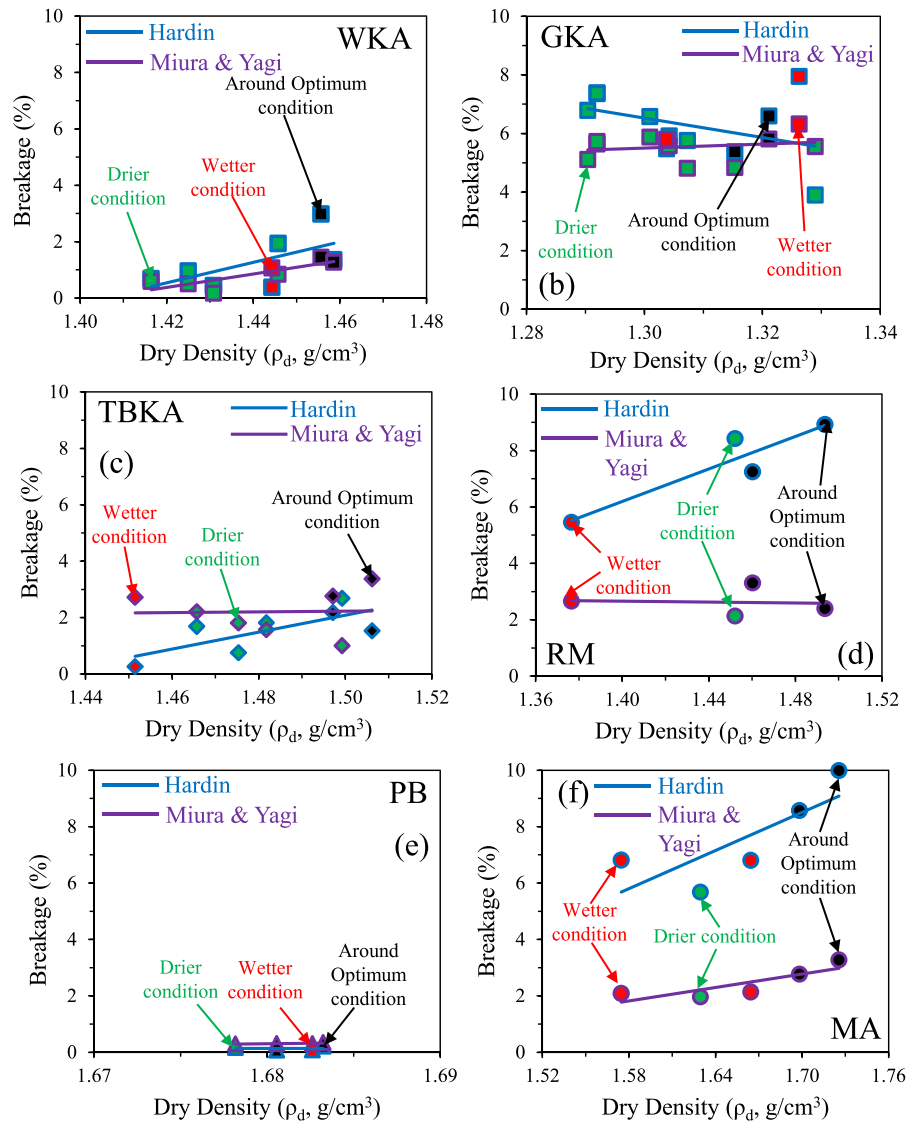 10
8
6
4
2
0
Breakage (%)
Hardin
Miura & Yagi
WKA
Around Optimum
condition
Wetter
condition
Drier
condition
1.40
1.42
1.44
1.46
1.48
Dry Density (ρd, g/cm³)
10
8
6
4
2
0
Breakage (%)
GKA
Hardin
Miura & Yagi
Drier
condition
Around Optimum
condition
Wetter
condition
(b)
1.28
1.30
1.32
1.34
Dry Density (ρd, g/cm³)
10
8
6
4
2
0
Breakage (%)
TBKA
Hardin
Miura & Yagi
(c)
Around Optimum
condition
Wetter
condition
Drier
condition
1.44
1.46
1.48
1.50
1.52
Dry Density (ρd, g/cm³)
10
8
6
4
2
0
Breakage (%)
Hardin
Miura &
Yagi
Drier
condition
Around
Optimum
condition
Wetter
condition
RM
(d)
1.36
1.40
1.44
1.48
1.52
Dry Density (ρd, g/cm³)
10
8
6
4
2
0
Breakage (%)
Hardin
Miura & Yagi
PB
(e)
Drier
condition
Wetter
condition
Around
Optimum
condition
1.67
1.68
1.69
Dry Density (ρd, g/cm³)
10
8
6
4
2
0
Breakage (%)
(f)
Hardin
Miura &
Yagi
Around
Optimum
condition
Wetter
condition
Drier condition
MA
1.52
1.58
1.64
1.70
1.76
Dry Density (ρd, g/cm³)